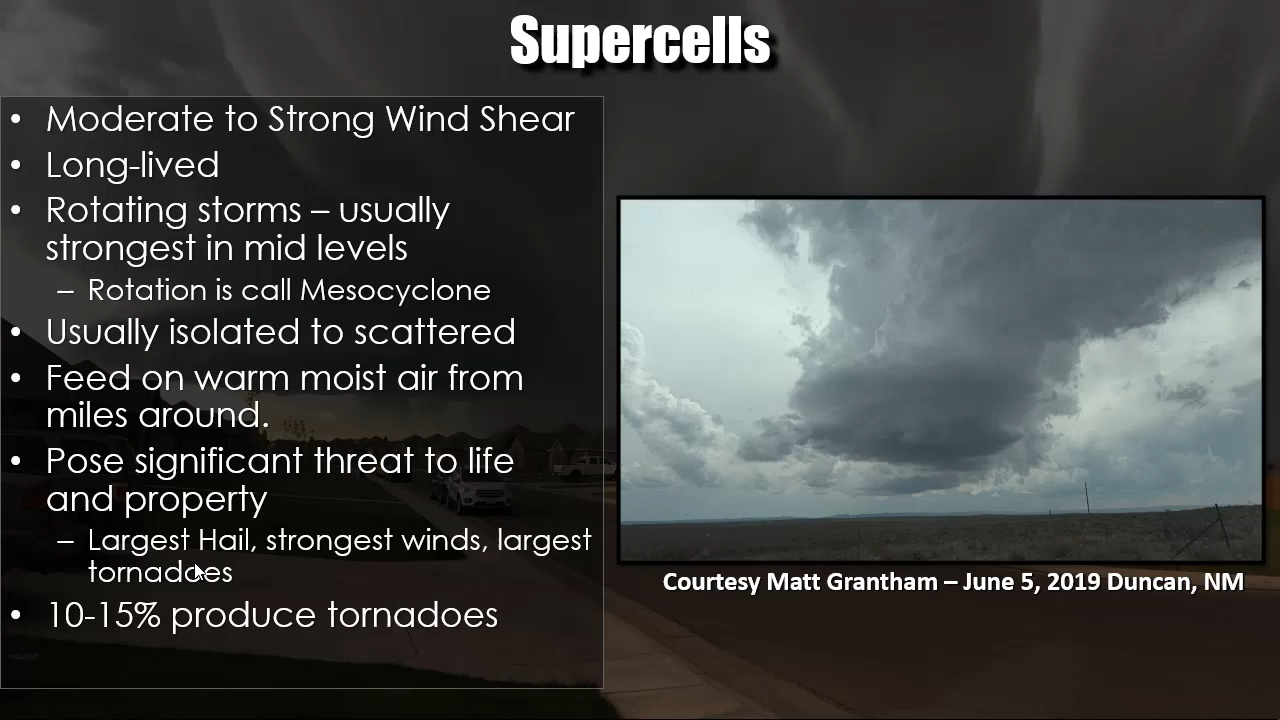 Supercells
• Moderate to Strong Wind Shear
• Long-lived
• Rotating storms – usually
strongest in mid levels
– Rotation is call Mesocyclone
• Usually isolated to scattered
• Feed on warm moist air from
miles around.
• Pose significant threat to life
and property
– Largest Hail, strongest winds, largest
tornadoes
• 10-15% produce tornadoes
Courtesy Matt Grantham – June 5, 2019 Duncan, NM